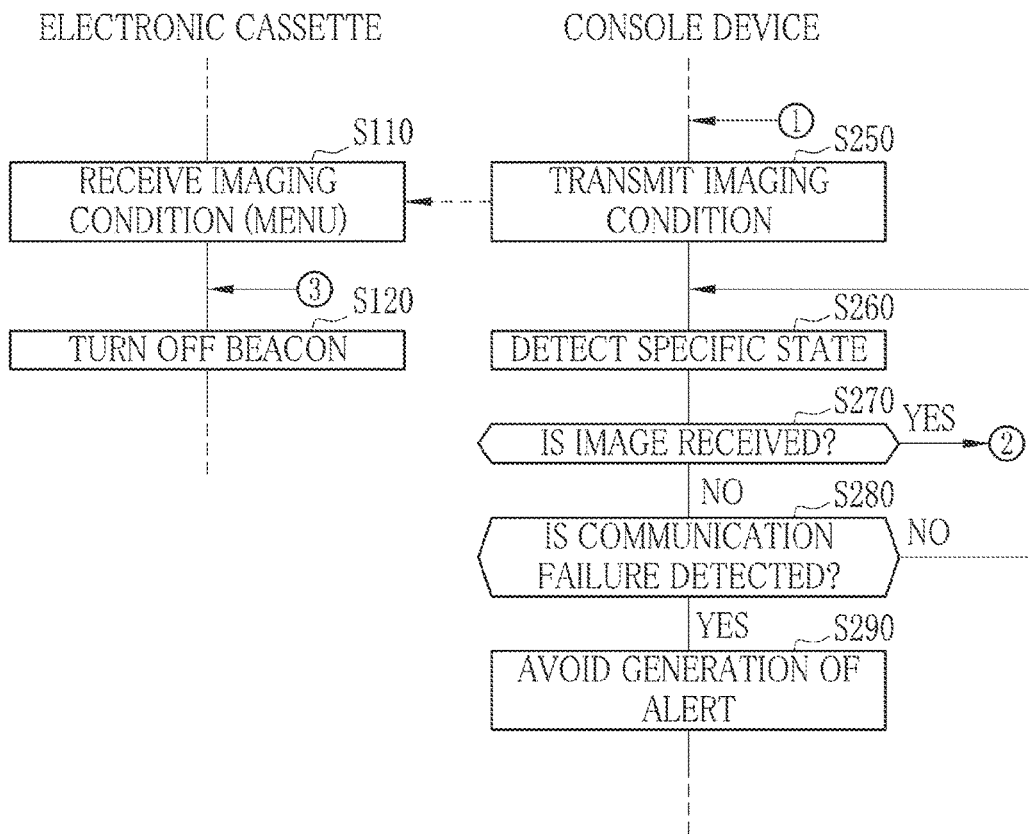 ELECTRONIC CASSETTE
CONSOLE DEVICE
1
S110
S250
RECEIVE IMAGING
CONDITION (MENU)
TRANSMIT IMAGING
CONDITION
3
S120
TURN OFF BEACON
S260
DETECT SPECIFIC STATE
S270
IS IMAGE RECEIVED?
YES
2
NO
S280
IS COMMUNICATION
FAILURE DETECTED?
NO
YES
S290
AVOID GENERATION OF
ALERT